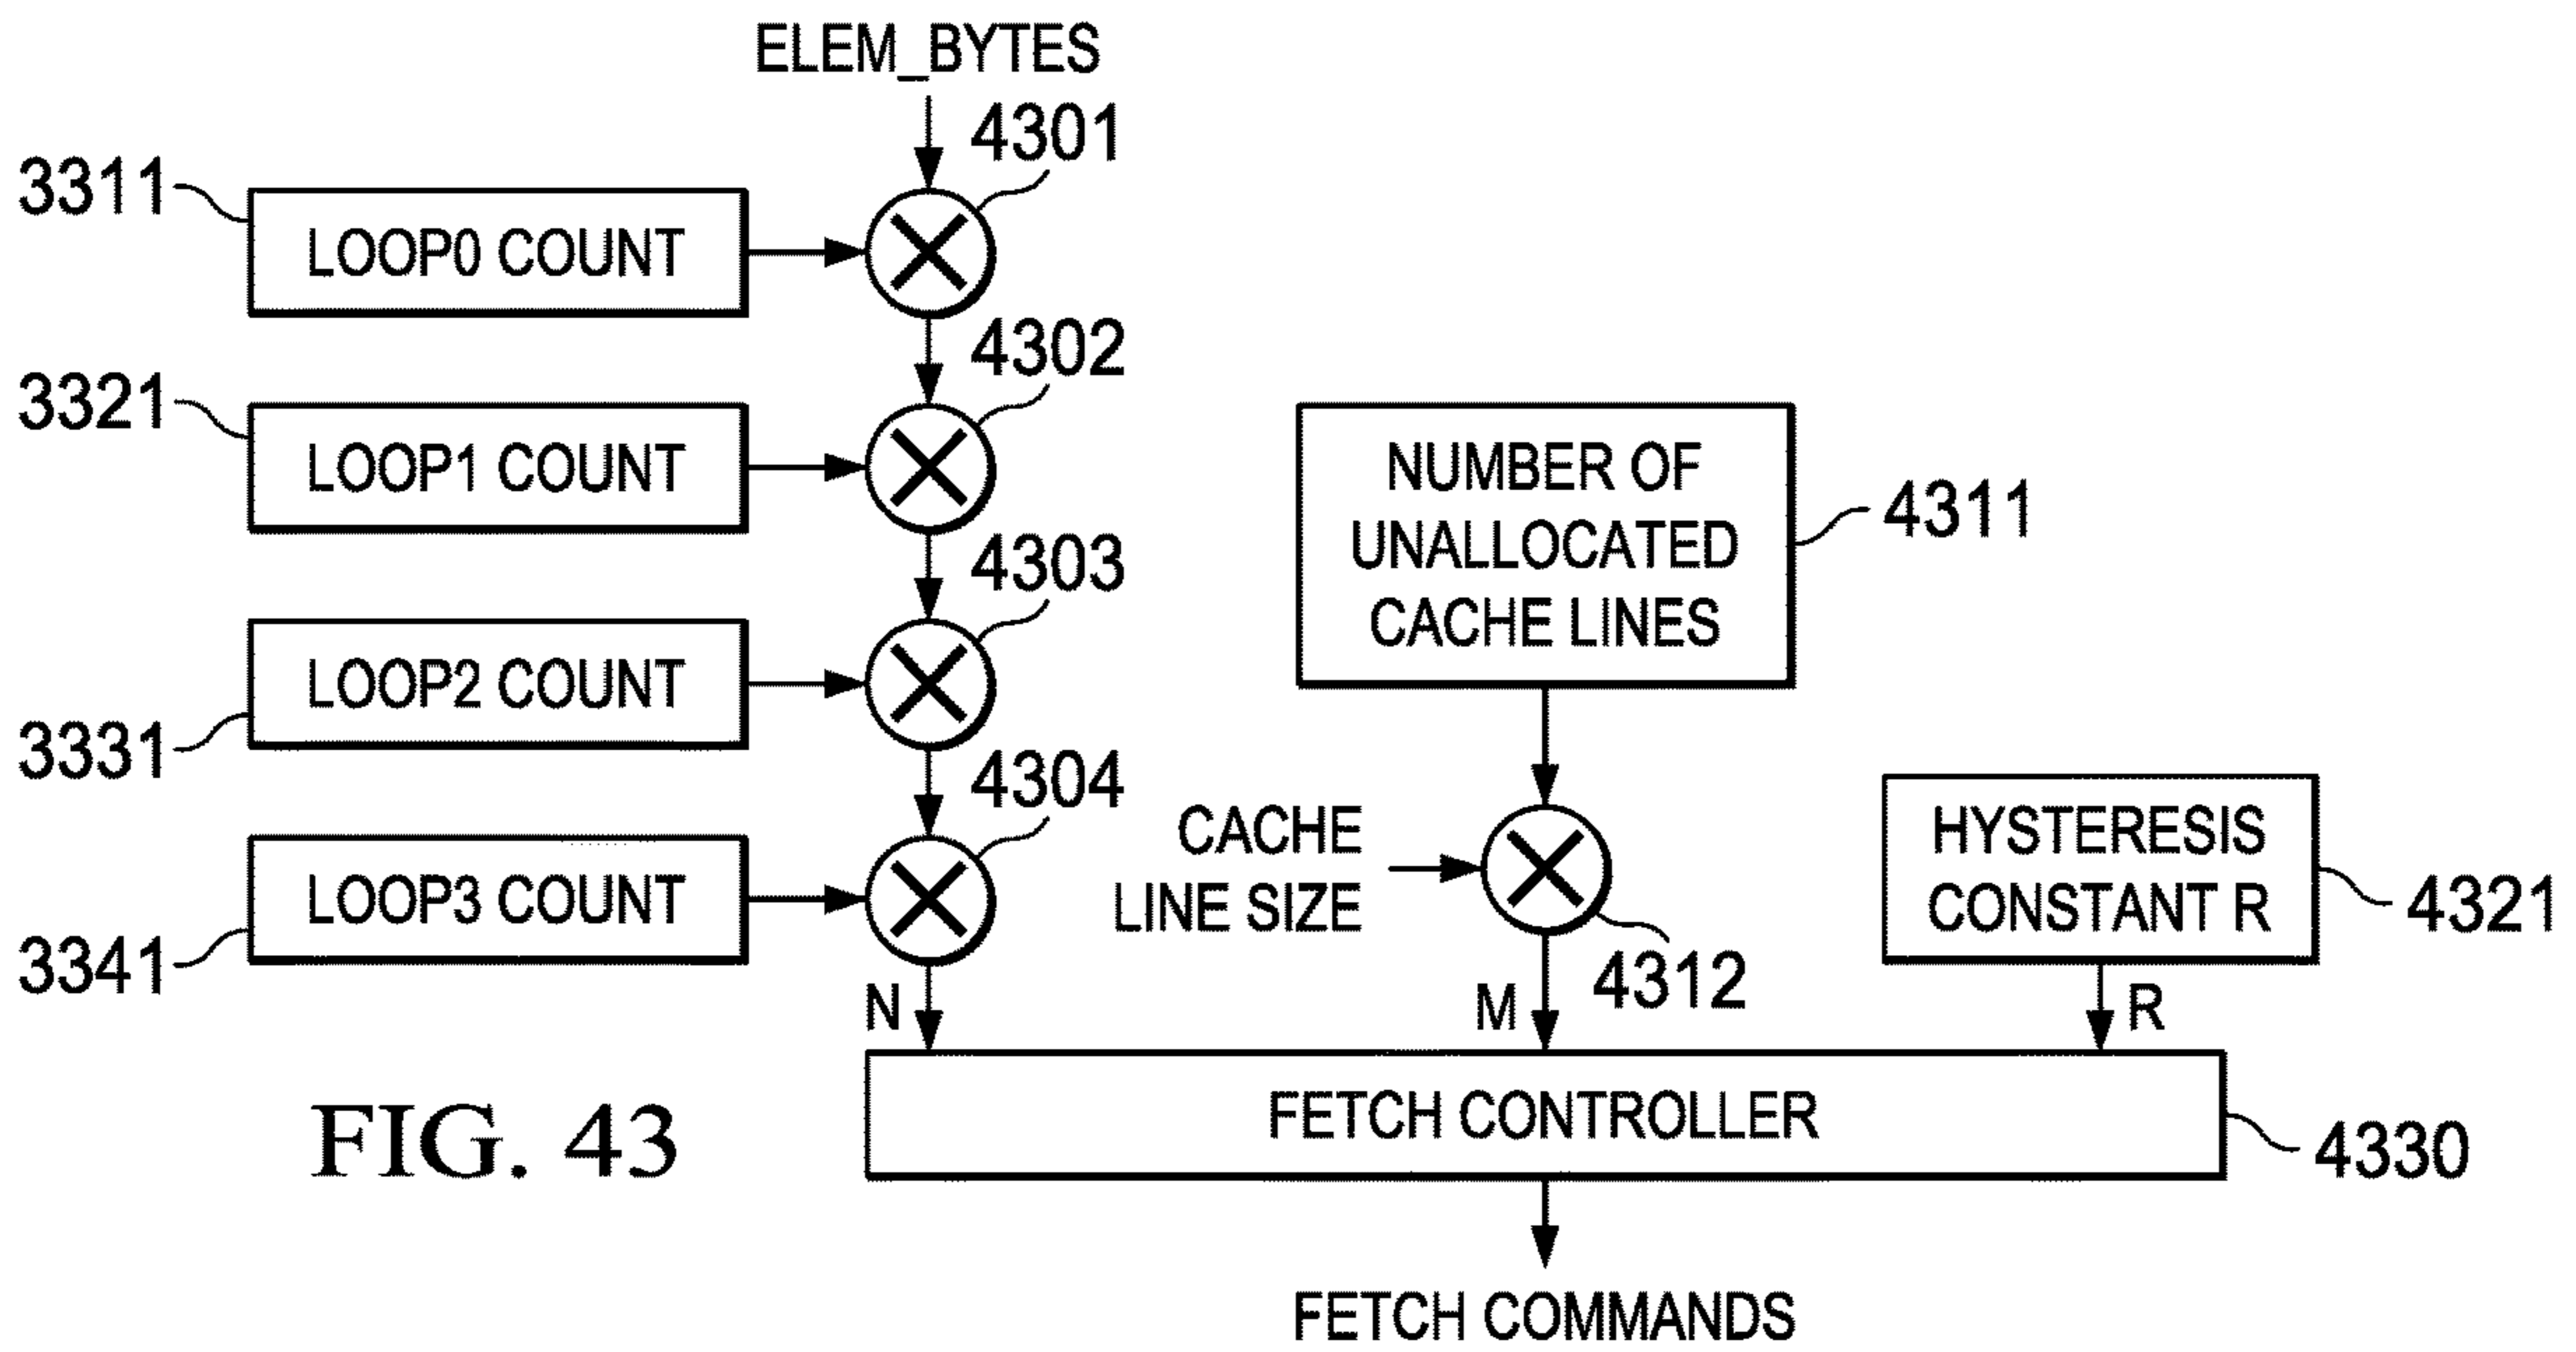 ELEM_BYTES
4301
3311
LOOP0 COUNT
4302
3321
LOOP1 COUNT
4303
LOOP2 COUNT
3331
4304
LOOP3 COUNT
3341
NUMBER OF
UNALLOCATED
CACHE LINES
4311
CACHE
LINE SIZE
4312
HYSTERESIS
CONSTANT R
4321
N
M
R
FETCH CONTROLLER
4330
FETCH COMMANDS
FIG. 43